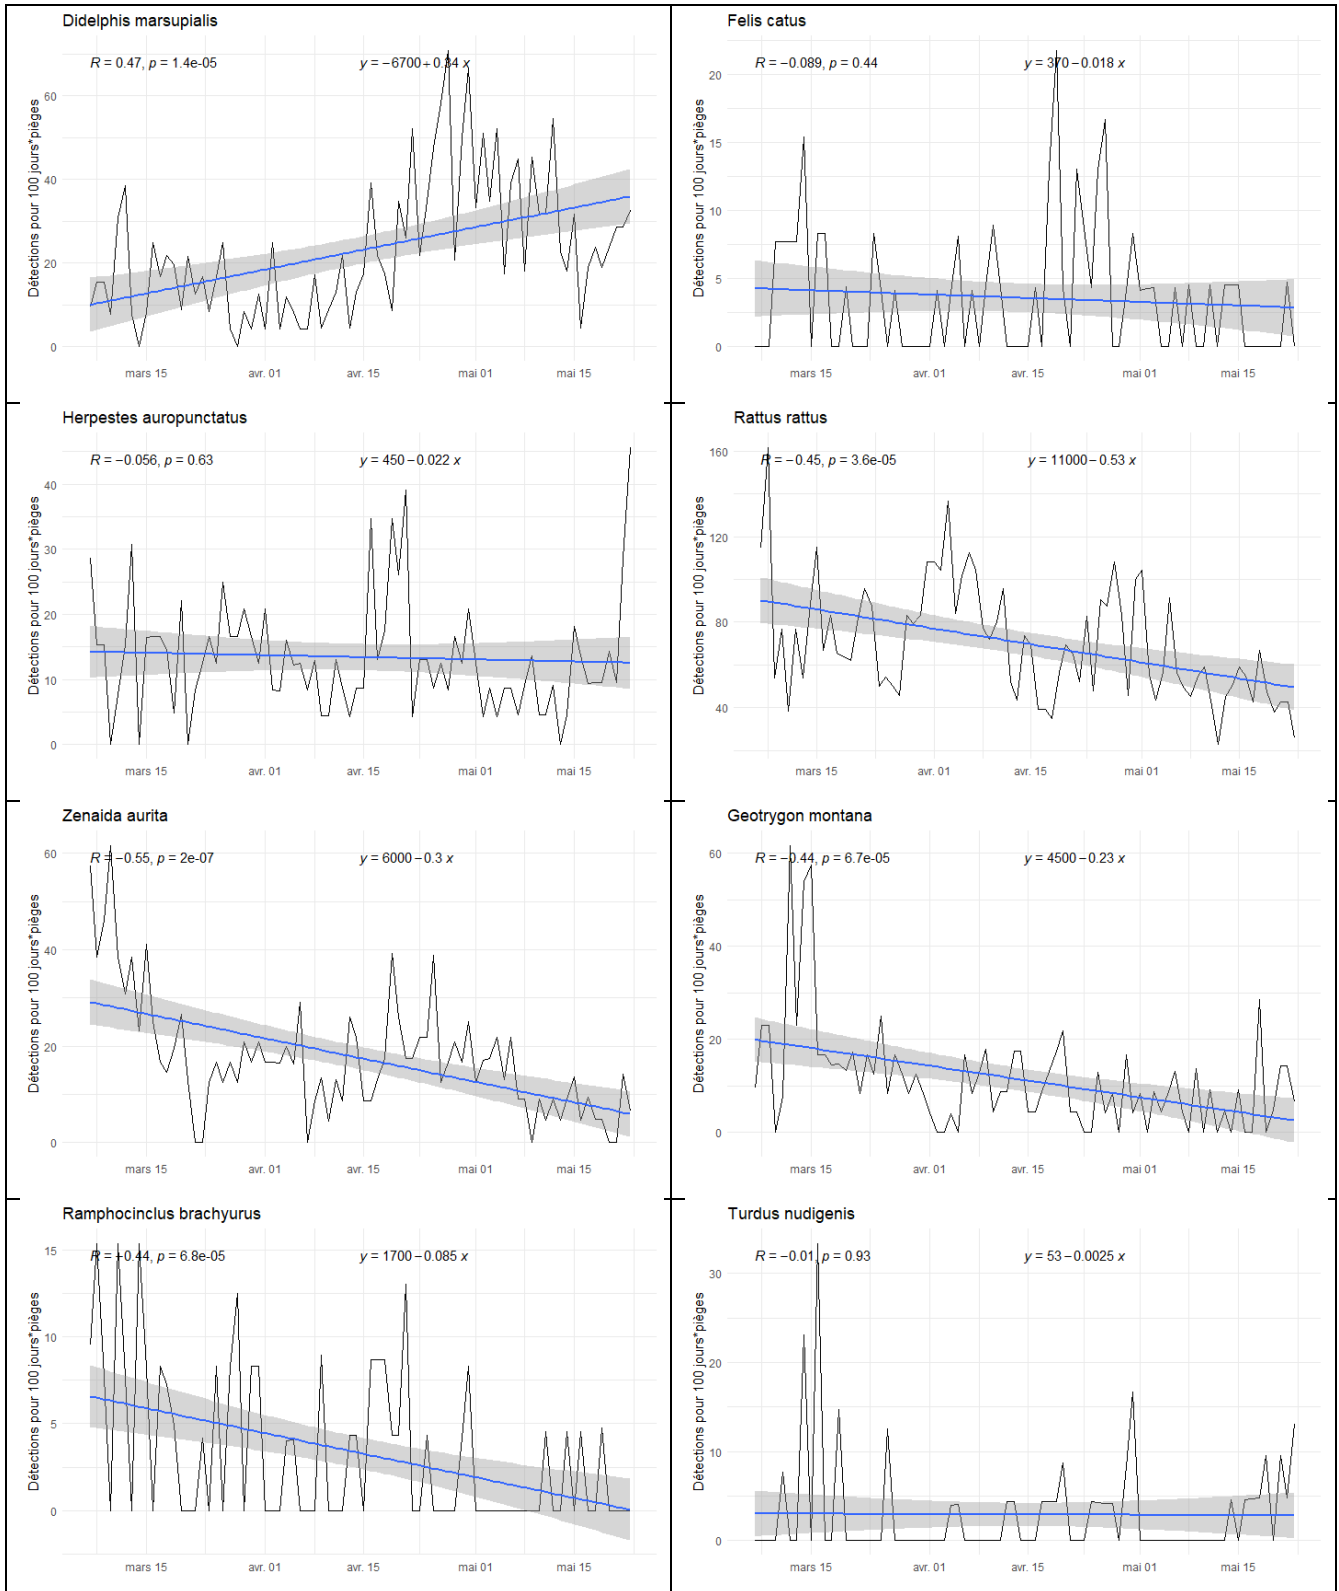 Didelphis marsupialis
R = 0.47, p = 1.4e-05
y = −6700 + 0.34 x
Détections pour 100 jours*pièges
60
40
20
0
mars 15
avr. 01
avr. 15
mai 01
mai 15
Felis catus
R = −0.089, p = 0.44
y = 370 − 0.018 x
Détections pour 100 jours*pièges
20
15
10
5
0
mars 15
avr. 01
avr. 15
mai 01
mai 15
Herpestes auropunctatus
R = −0.056, p = 0.63
y = 450 − 0.022 x
Détections pour 100 jours*pièges
40
30
20
10
0
mars 15
avr. 01
avr. 15
mai 01
mai 15
Rattus rattus
R = −0.45, p = 3.6e-05
y = 11000 − 0.53 x
Détections pour 100 jours*pièges
160
120
80
40
mars 15
avr. 01
avr. 15
mai 01
mai 15
Zenaida aurita
R = −0.55, p = 2e-07
y = 6000 − 0.3 x
Détections pour 100 jours*pièges
60
40
20
0
mars 15
avr. 01
avr. 15
mai 01
mai 15
Geotrygon montana
R = −0.44, p = 6.7e-05
y = 4500 − 0.23 x
Détections pour 100 jours*pièges
60
40
20
0
mars 15
avr. 01
avr. 15
mai 01
mai 15
Ramphocinclus brachyurus
R = −0.44, p = 6.8e-05
y = 1700 − 0.085 x
Détections pour 100 jours*pièges
15
10
5
0
mars 15
avr. 01
avr. 15
mai 01
mai 15
Turdus nudigenis
R = −0.01, p = 0.93
y = 53 − 0.0025 x
Détections pour 100 jours*pièges
30
20
10
0
mars 15
avr. 01
avr. 15
mai 01
mai 15